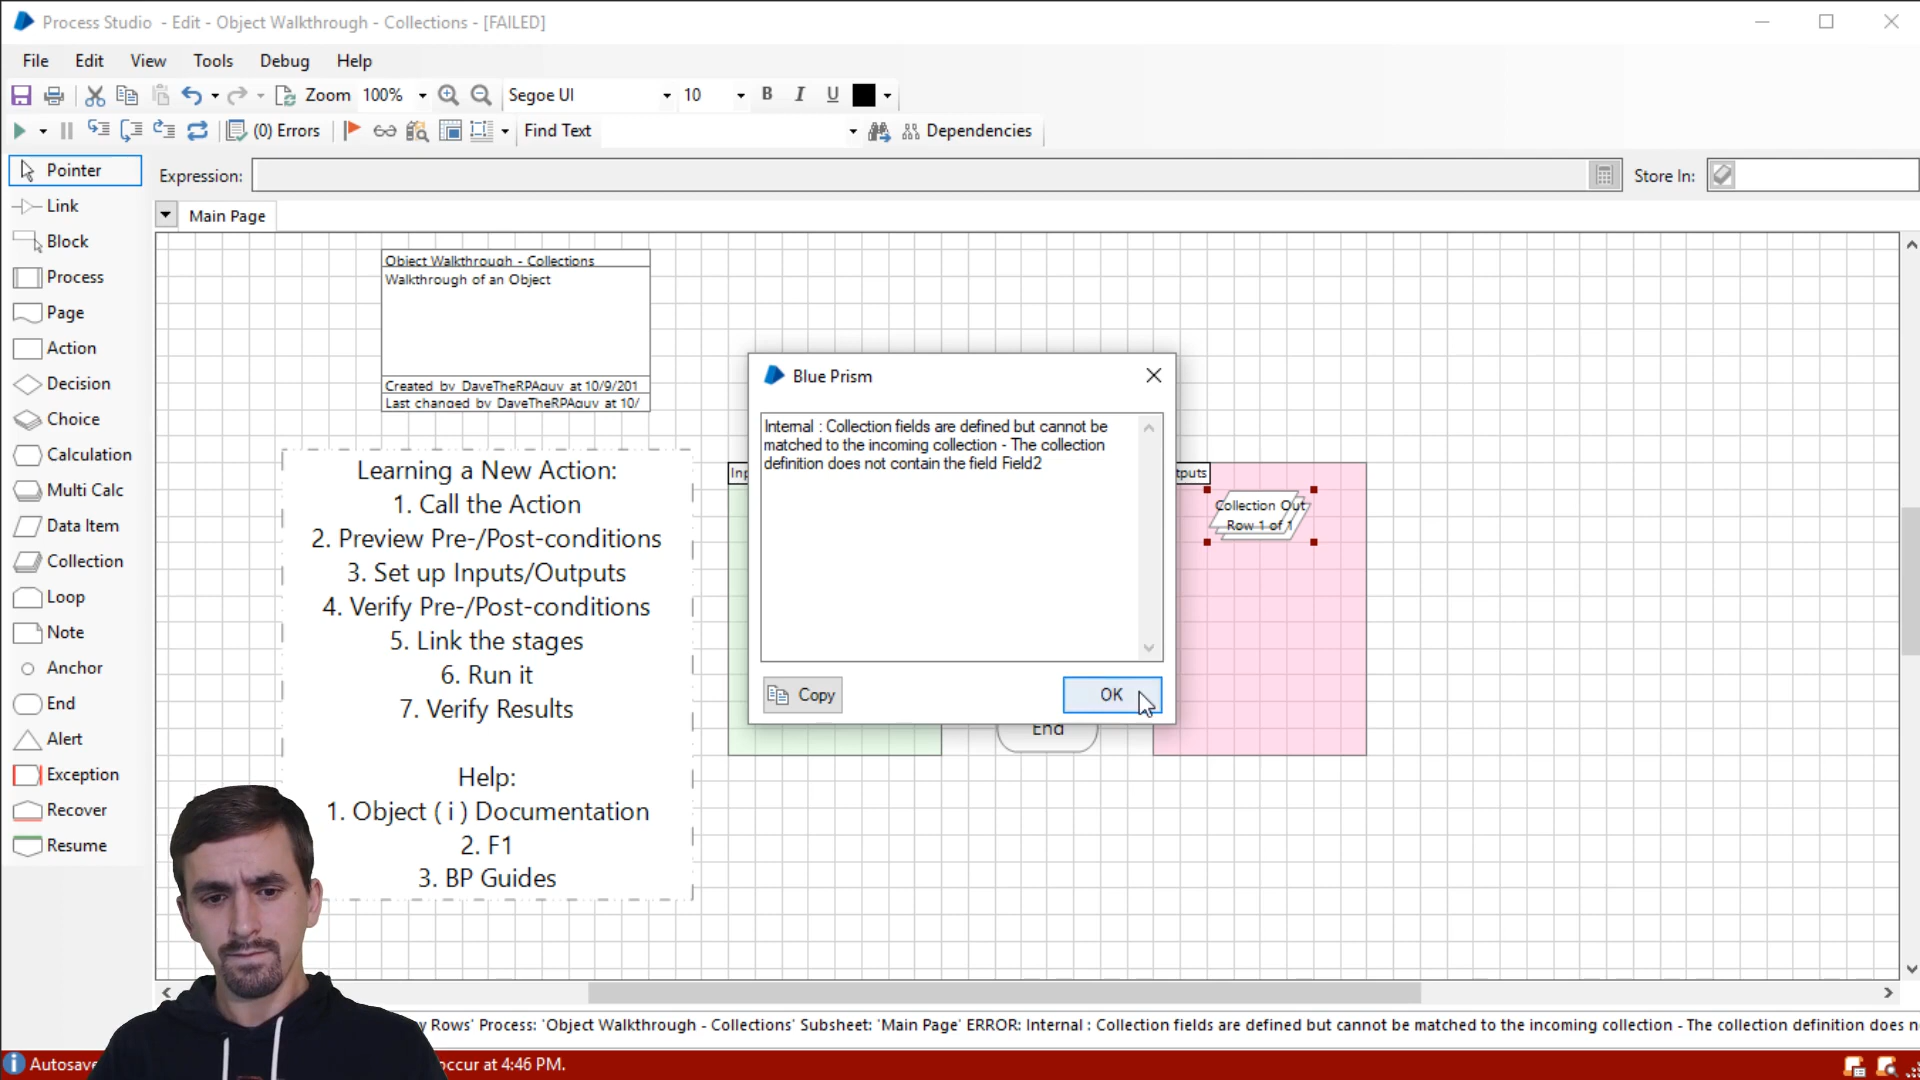 Process Studio - Edit - Object Walkthrough - Collections - [FAILED]
File Edit View Tools Debug Help
Zoom 100% Segoe UI 10 B I U
(0) Errors Find Text Dependencies
Pointer
Expression: Store In:
Link
Main Page
Block
Process
Page
Action
Decision
Choice
Calculation
Multi Calc
Data Item
Collection
Loop
Note
Anchor
End
Alert
Exception
Recover
Resume
Object Walkthrough - Collections
Walkthrough of an Object
Created by DaveTheRPAguy at 10/9/201
Last changed by DaveTheRPAguy at 10/
Learning a New Action:
1. Call the Action
2. Preview Pre-/Post-conditions
3. Set up Inputs/Outputs
4. Verify Pre-/Post-conditions
5. Link the stages
6. Run it
7. Verify Results
Help:
1. Object ( i ) Documentation
2. F1
3. BP Guides
Inp
Blue Prism
Internal : Collection fields are defined but cannot be
matched to the incoming collection - The collection
definition does not contain the field Field2
Copy OK
End
tputs
Collection Out
Row 1 of 1
y Rows' Process: 'Object Walkthrough - Collections' Subsheet: 'Main Page' ERROR: Internal : Collection fields are defined but cannot be matched to the incoming collection - The collection definition does n
Autosave
occur at 4:46 PM.